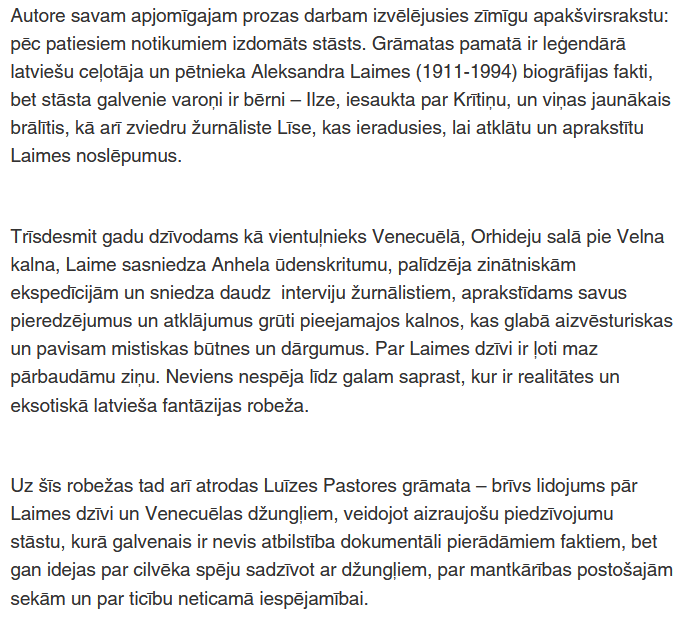 Autore savam apjomīgajam prozas darbam izvēlējusies zīmīgu apakšvirsrakstu:
pēc patiesiem notikumiem izdomāts stāsts. Grāmatas pamatā ir leģendārā
latviešu ceļotāja un pētnieka Aleksandra Laimes (1911-1994) biogrāfijas fakti,
bet stāsta galvenie varoņi ir bērni – Ilze, iesaukta par Krītiņu, un viņas jaunākais
brālītis, kā arī zviedru žurnāliste Līse, kas ieradusies, lai atklātu un aprakstītu
Laimes noslēpumus.
Trīsdesmit gadu dzīvodams kā vientuļnieks Venecuēlā, Orhideju salā pie Velna
kalna, Laime sasniedza Anhela ūdenskritumu, palīdzēja zinātniskām
ekspedīcijām un sniedza daudz  interviju žurnālistiem, aprakstīdams savus
pieredzējumus un atklājumus grūti pieejamajos kalnos, kas glabā aizvēsturiskas
un pavisam mistiskas būtnes un dārgumus. Par Laimes dzīvi ir ļoti maz
pārbaudāmu ziņu. Neviens nespēja līdz galam saprast, kur ir realitātes un
eksotiskā latvieša fantāzijas robeža.
Uz šīs robežas tad arī atrodas Luīzes Pastores grāmata – brīvs lidojums pār
Laimes dzīvi un Venecuēlas džungļiem, veidojot aizraujošu piedzīvojumu
stāstu, kurā galvenais ir nevis atbilstība dokumentāli pierādāmiem faktiem, bet
gan idejas par cilvēka spēju sadzīvot ar džungļiem, par mantkārības postošajām
sekām un par ticību neticamā iespējamībai.